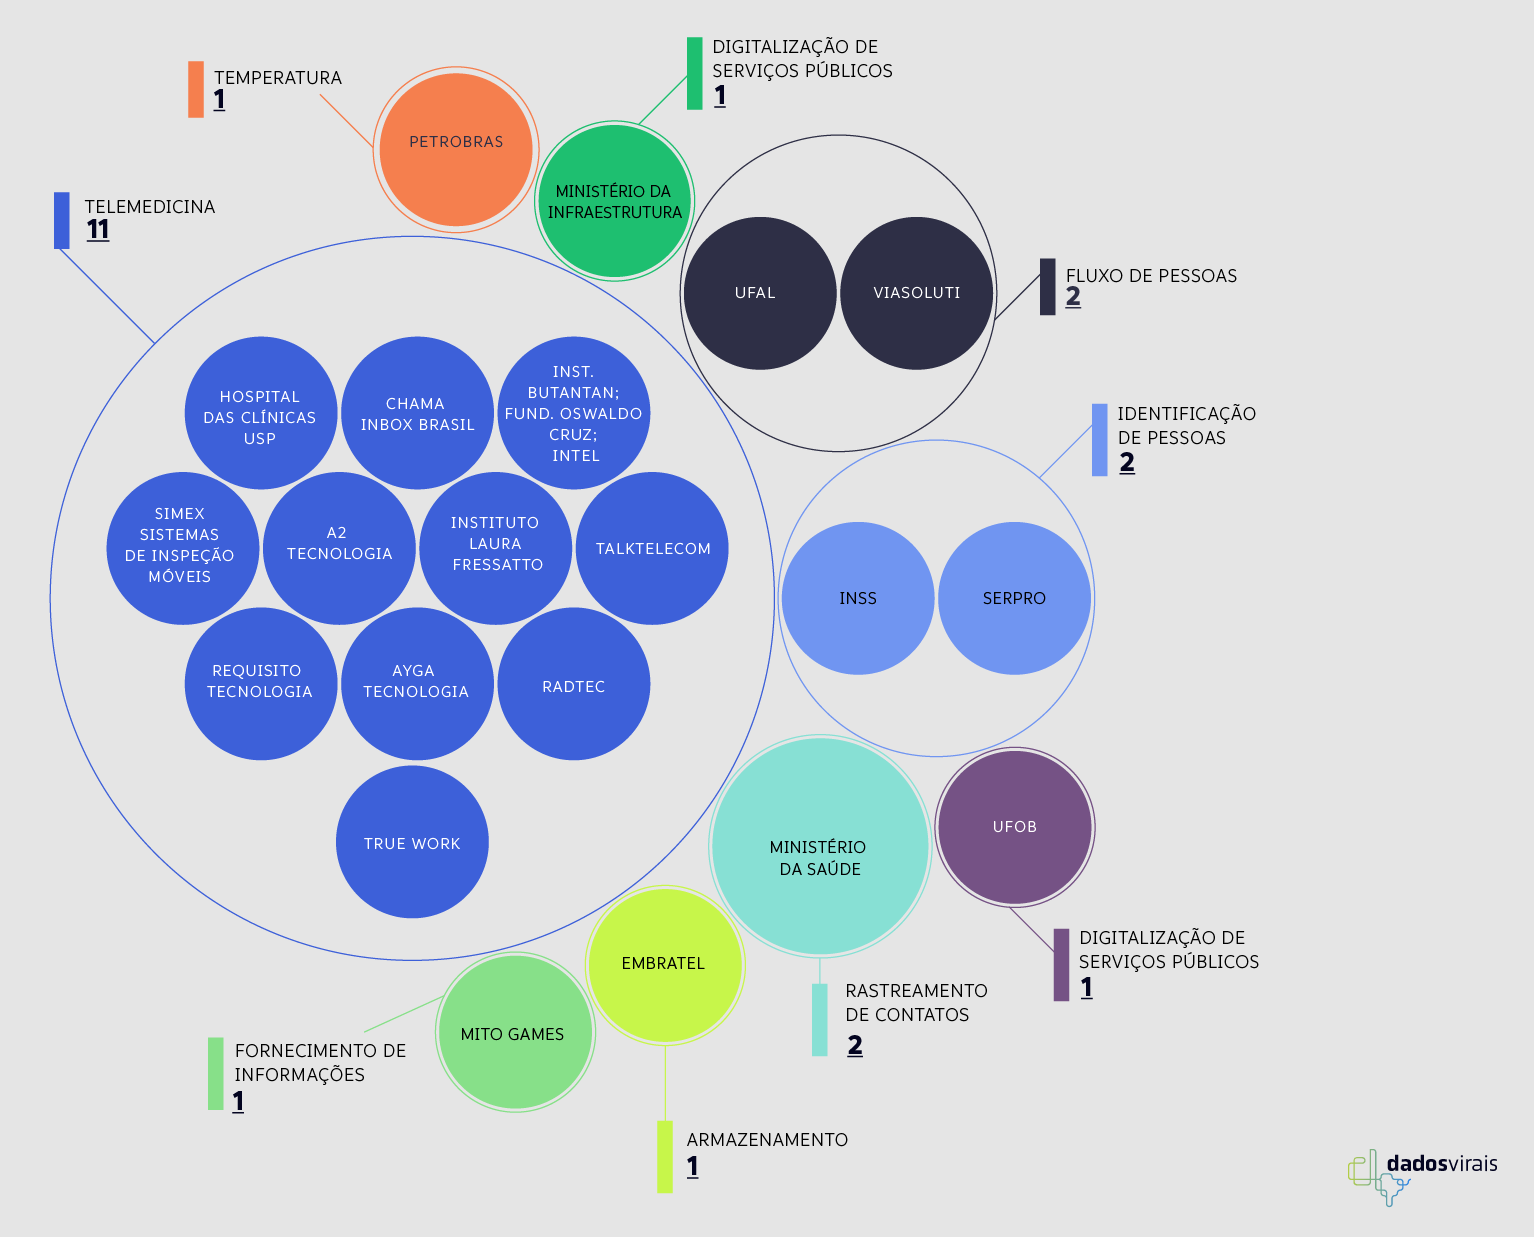 TEMPERATURA
1
DIGITALIZAÇÃO DE
SERVIÇOS PÚBLICOS
1
PETROBRAS
MINISTÉRIO DA
INFRAESTRUTURA
TELEMEDICINA
11
UFAL
VIASOLUTI
FLUXO DE PESSOAS
2
HOSPITAL
DAS CLÍNICAS
USP
CHAMA
INBOX BRASIL
INST.
BUTANTAN;
FUND. OSWALDO
CRUZ;
INTEL
IDENTIFICAÇÃO
DE PESSOAS
2
SIMEX
SISTEMAS
DE INSPEÇÃO
MÓVEIS
A2
TECNOLOGIA
INSTITUTO
LAURA
FRESSATTO
TALKTELECOM
INSS
SERPRO
REQUISITO
TECNOLOGIA
AYGA
TECNOLOGIA
RADTEC
TRUE WORK
MINISTÉRIO
DA SAÚDE
UFOB
EMBRATEL
DIGITALIZAÇÃO DE
SERVIÇOS PÚBLICOS
1
RASTREAMENTO
DE CONTATOS
2
MITO GAMES
FORNECIMENTO DE
INFORMAÇÕES
1
ARMAZENAMENTO
1
dadosvirais